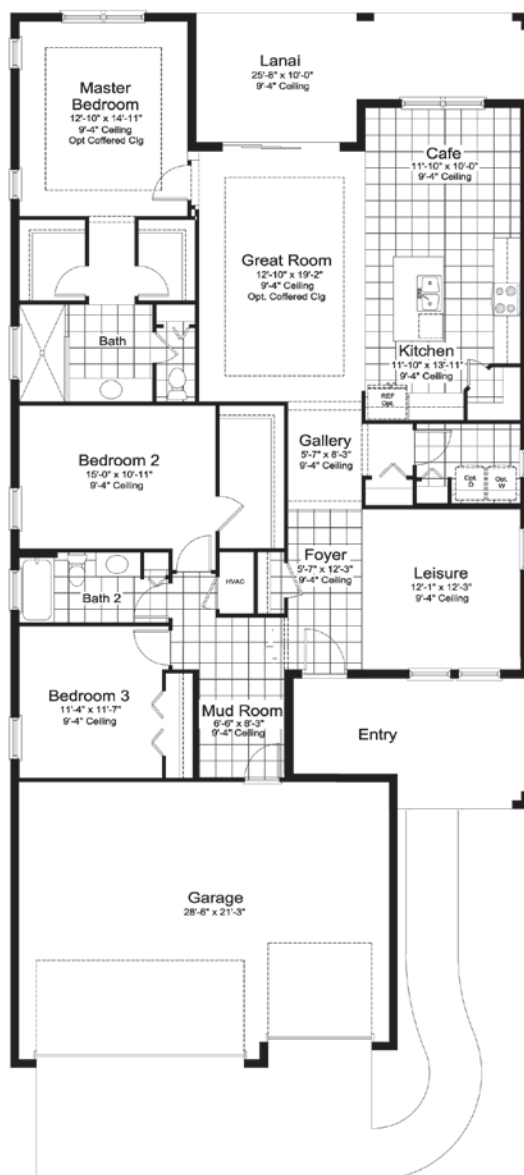 Lanai
25'-8" x 10'-0"
9'-4" Ceiling
Master
Bedroom
12'-10" x 14'-11"
9'-4" Ceiling
Opt Coffered Clg
Cafe
11'-10" x 10'-0"
9'-4" Ceiling
Great Room
12'-10" x 19'-2"
9'-4" Ceiling
Opt. Coffered Clg
Bath
Kitchen
11'-10" x 13'-11"
9'-4" Ceiling
REF
Opt.
Gallery
5'-7" x 8'-3"
9'-4" Ceiling
Opt.
D
Opt.
W
Bedroom 2
15'-0" x 10'-11"
9'-4" Ceiling
Foyer
5'-7" x 12'-3"
9'-4" Ceiling
Leisure
12'-1" x 12'-3"
9'-4" Ceiling
HVAC
Bath 2
Bedroom 3
11'-4" x 11'-7"
9'-4" Ceiling
Mud Room
6'-6" x 8'-3"
9'-4" Ceiling
Entry
Garage
28'-6" x 21'-3"